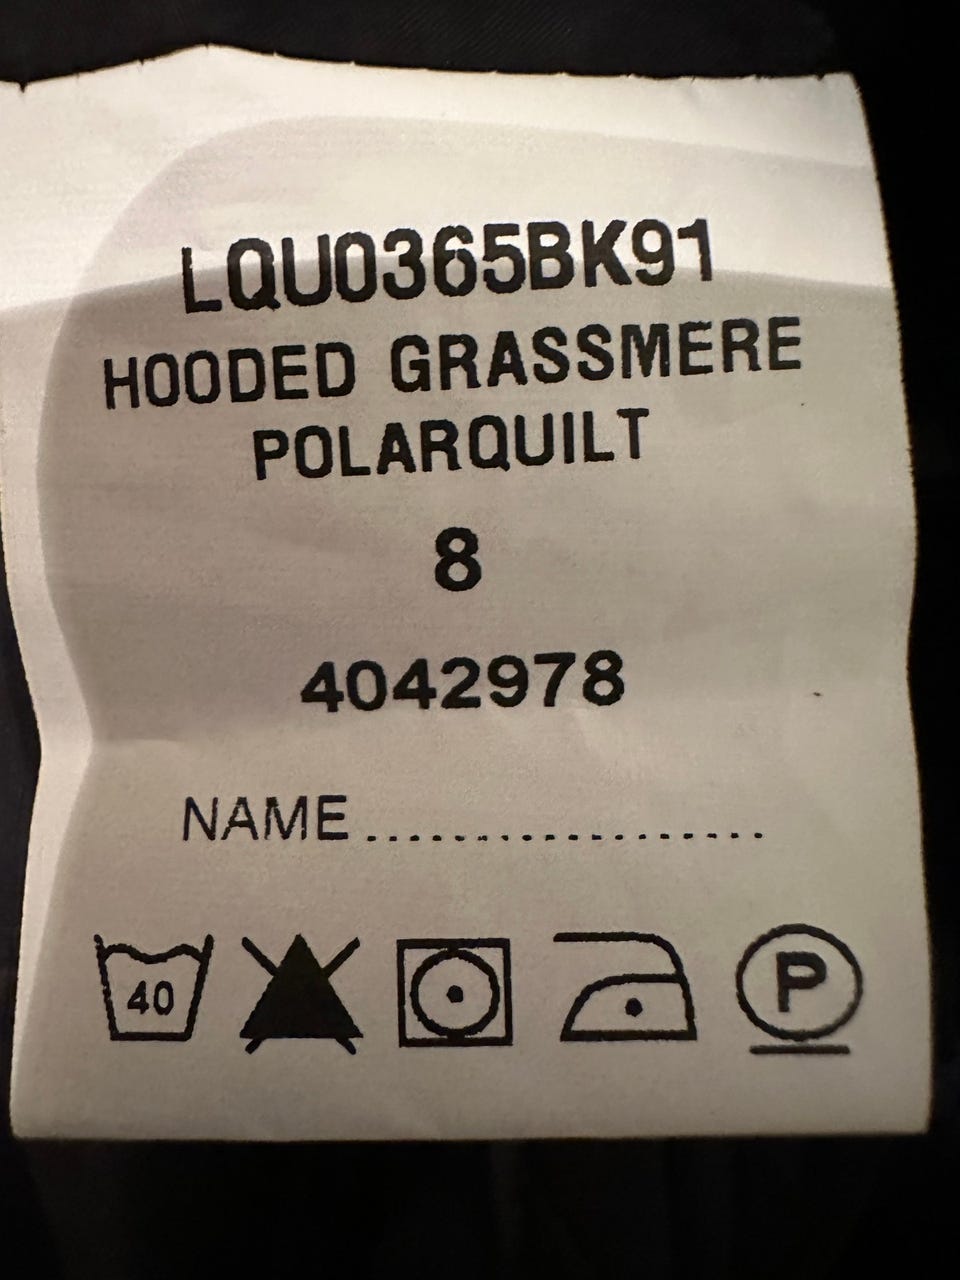 LQU0365BK91
HOODED GRASSMERE
POLARQUILT
8
4042978
NAME ...................
40
P